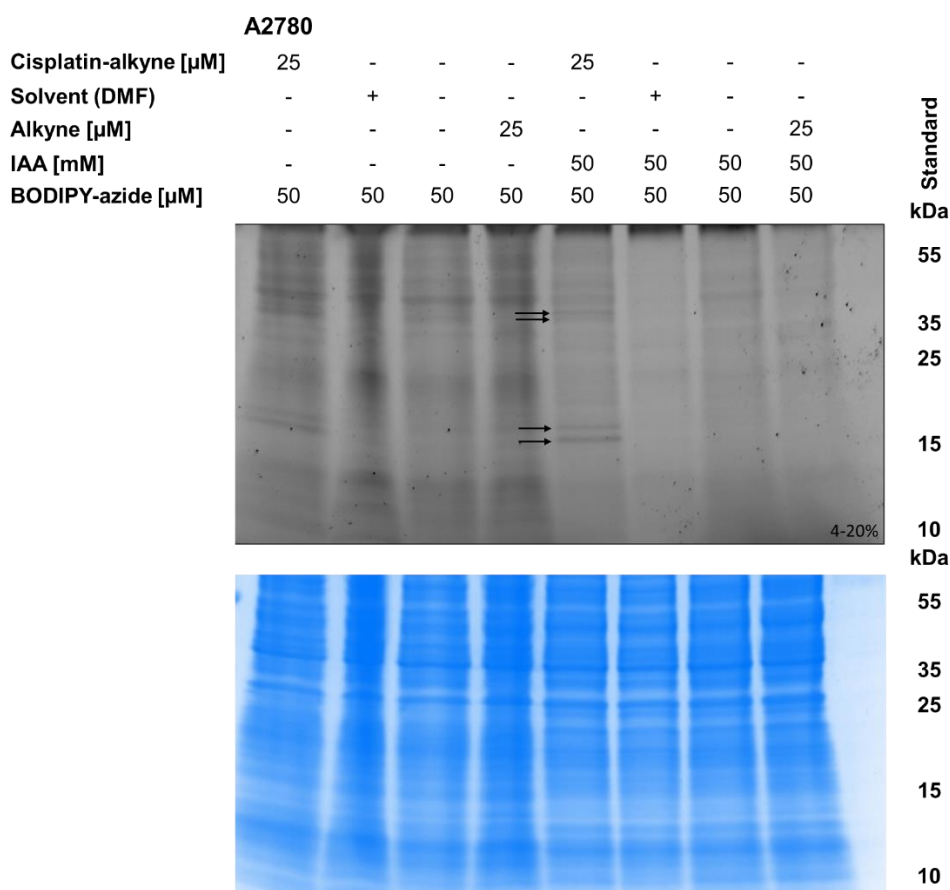 A2780
Cisplatin-alkyne [µM] 25 - - - 25 - - -
Solvent (DMF) - + - - - + - -
Alkyne [µM] - - - 25 - - - 25
IAA [mM] - - - - 50 50 50 50
BODIPY-azide [µM] 50 50 50 50 50 50 50 50
Standard
kDa
55
35
25
15
10
4-20%
kDa
55
35
25
15
10